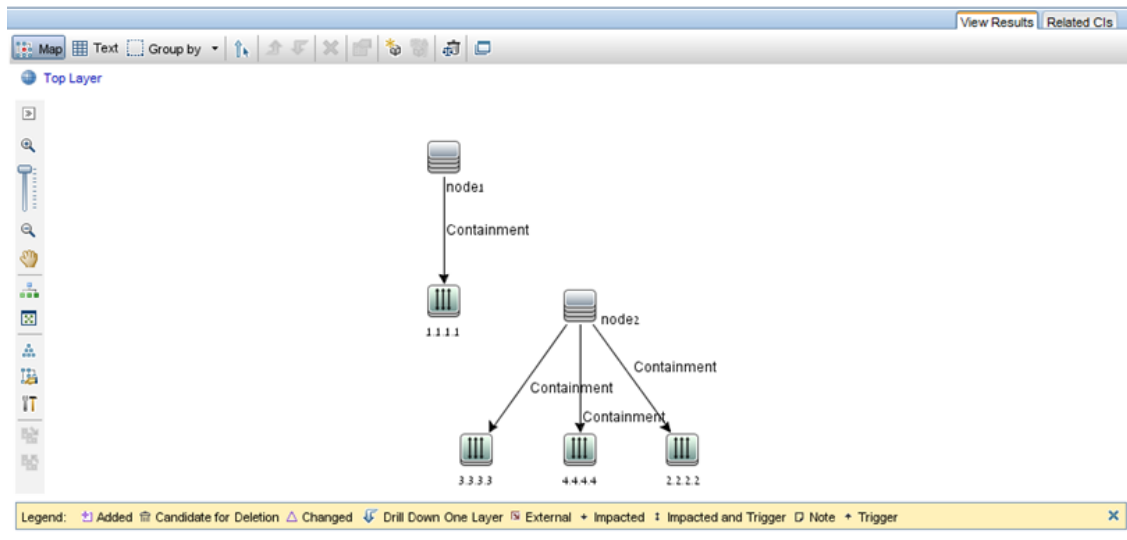 View Results Related CIs
Map Text Group by
Top Layer
node1
Containment
1.1.1.1
node2
Containment
Containment
Containment
3.3.3.3 4.4.4.4 2.2.2.2
Legend: Added Candidate for Deletion Changed Drill Down One Layer External Impacted Impacted and Trigger Note Trigger